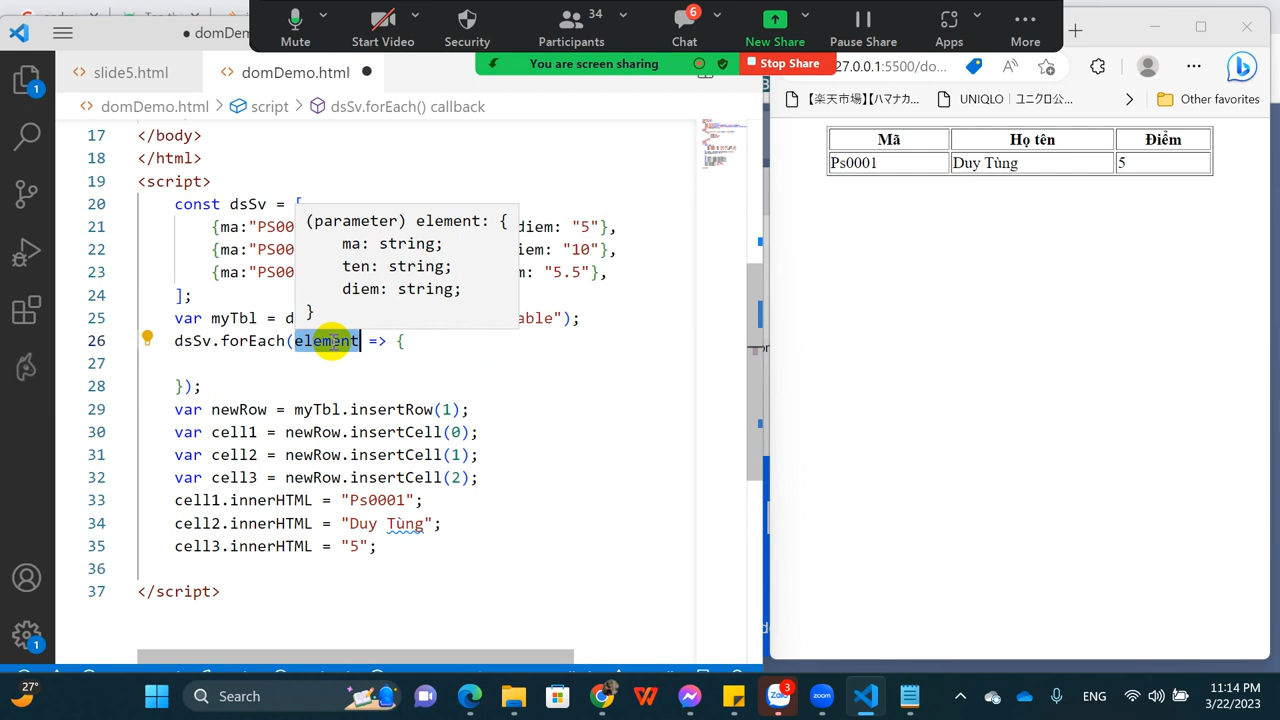 6
34
Mute
Start Video
Security
Participants
Chat
New Share
Pause Share
Apps
More
You are screen sharing
Stop Share
domDemo
slide5.html
domDemo.html
domDemo.html
script
dsSv.forEach() callback
17 </body>
18 </html>
19 <script>
20 const dsSv = [
21 {ma:"PS00 diem: "5"},
22 {ma:"PS00 iem: "10"},
23 {ma:"PS00 m: "5.5"},
24 ];
25 var myTbl = d able");
26 dsSv.forEach(element => {
27
28 });
29 var newRow = myTbl.insertRow(1);
30 var cell1 = newRow.insertCell(0);
31 var cell2 = newRow.insertCell(1);
32 var cell3 = newRow.insertCell(2);
33 cell1.innerHTML = "Ps0001";
34 cell2.innerHTML = "Duy Tùng";
35 cell3.innerHTML = "5";
36
37 </script>
(parameter) element: {
ma: string;
ten: string;
diem: string;
}
1
1
27.0.0.1:5500/do...
【楽天市場】【ハマナカ...
UNIQLO | ユニクロ公...
Other favorites
Mã Họ tên Điểm
Ps0001 Duy Tùng 5
27°
Search
3
zoom
ENG
11:14 PM
3/22/2023